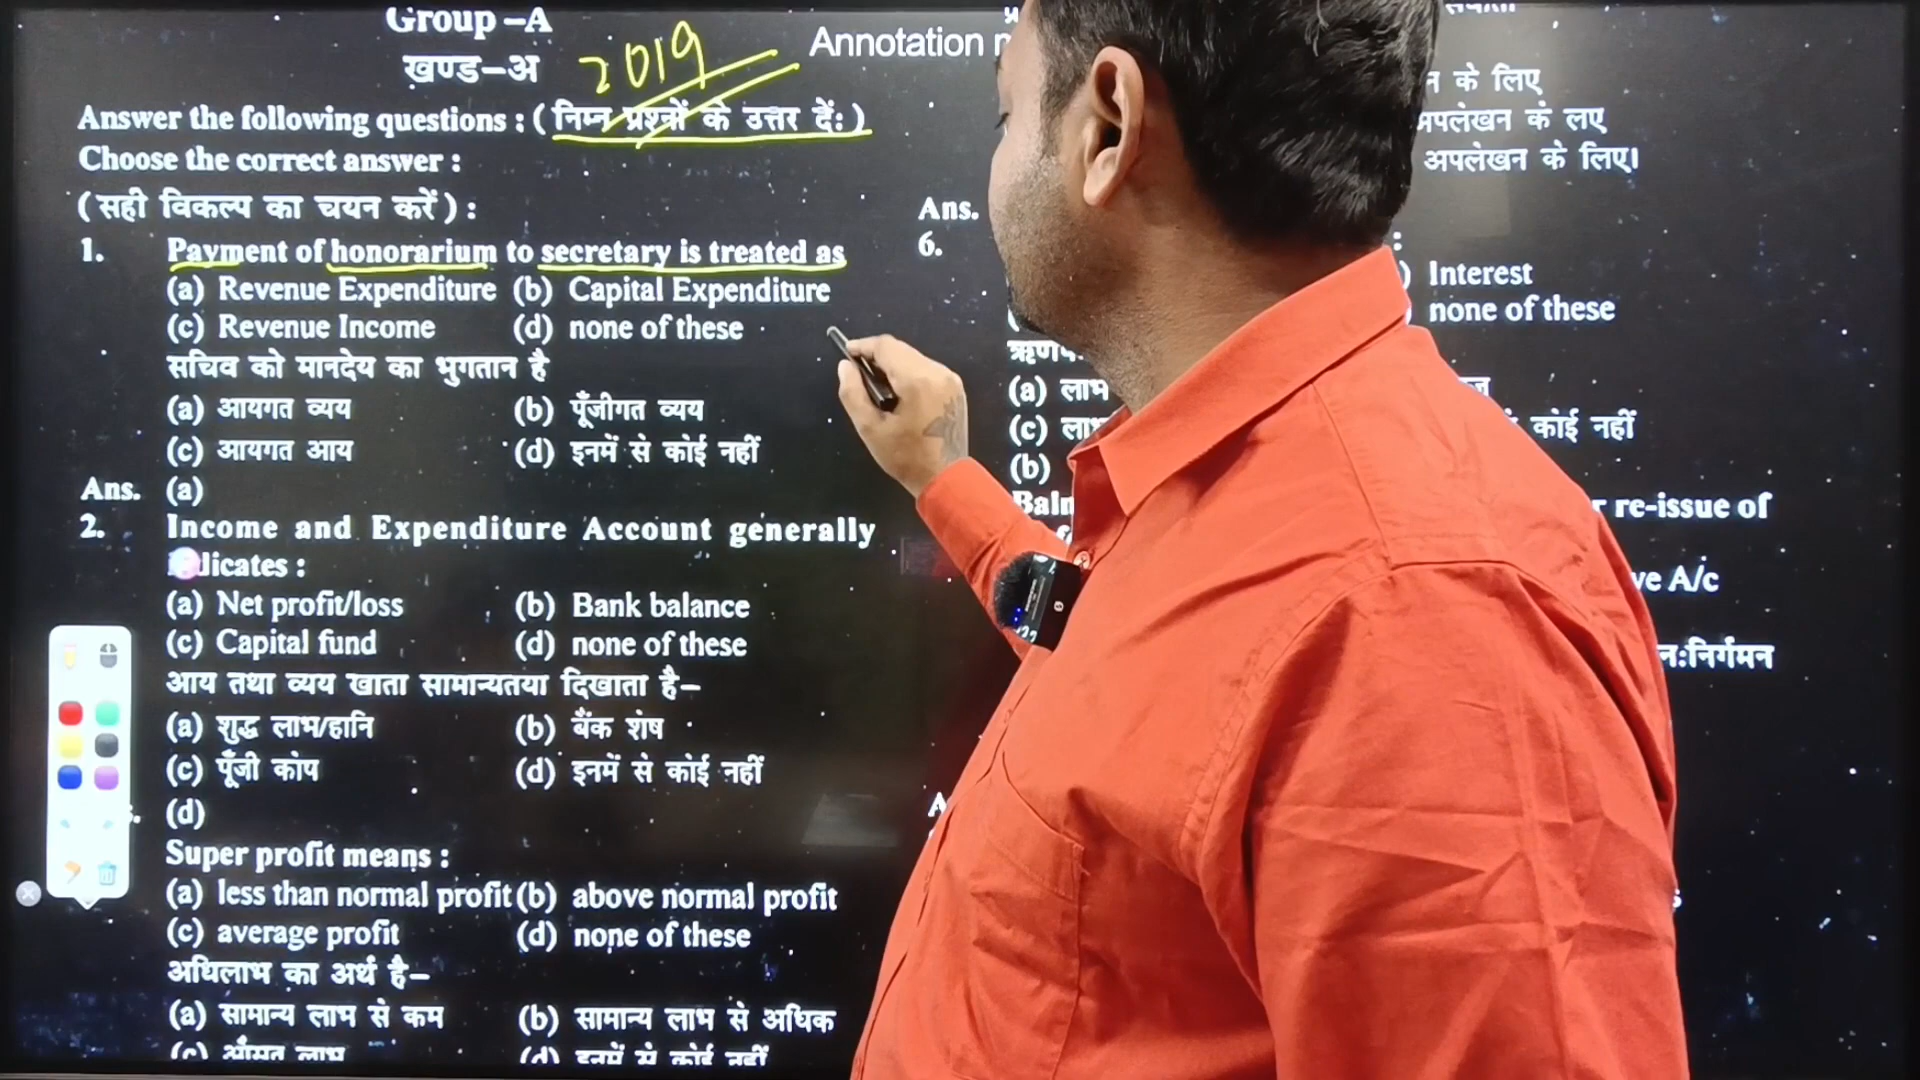 Group –A
खण्ड–अ
2019
Annotation
Answer the following questions : ( निम्न प्रश्नों के उत्तर दें: )
Choose the correct answer :
( सही विकल्प का चयन करें ) :
1. Payment of honorarium to secretary is treated as
(a) Revenue Expenditure (b) Capital Expenditure
(c) Revenue Income (d) none of these
सचिव को मानदेय का भुगतान है
(a) आयगत व्यय (b) पूँजीगत व्यय
(c) आयगत आय (d) इनमें से कोई नहीं
Ans. (a)
2. Income and Expenditure Account generally
dicates :
(a) Net profit/loss (b) Bank balance
(c) Capital fund (d) none of these
आय तथा व्यय खाता सामान्यतया दिखाता है–
(a) शुद्ध लाभ/हानि (b) बैंक शेष
(c) पूँजी कोप (d) इनमें से कोई नहीं
(d)
Super profit means :
(a) less than normal profit (b) above normal profit
(c) average profit (d) none of these
अधिलाभ का अर्थ है–
(a) सामान्य लाभ से कम (b) सामान्य लाभ से अधिक
(c) औसत लाभ (d) इनमें से कोई नहीं
के लिए
अपलेखन के लए
अपलेखन के लिए।
Ans.
6. :
Interest
none of these
(a) लाभ
(c)
कोई नहीं
(b)
re-issue of
A/c